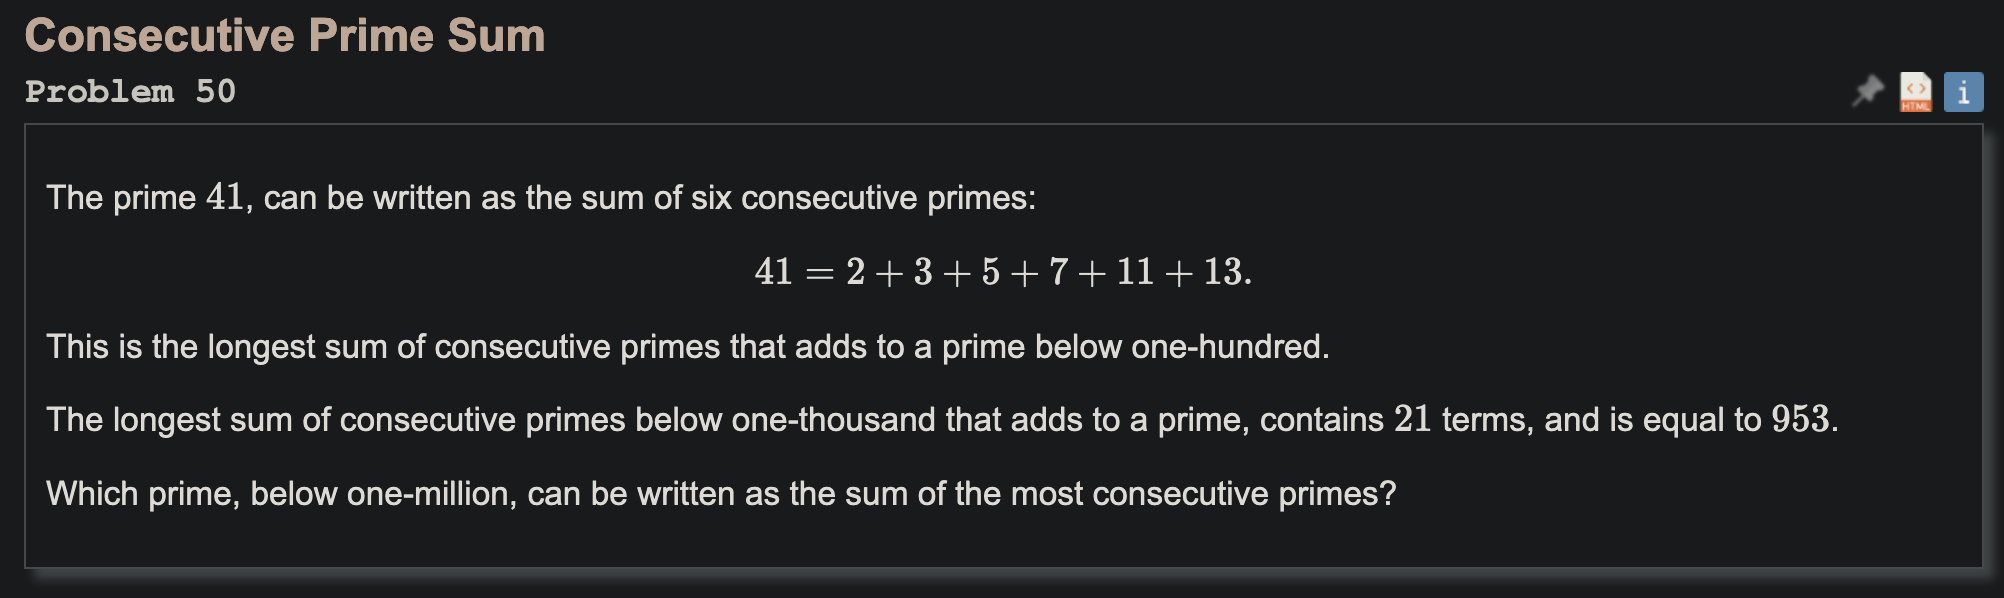 Consecutive Prime Sum
Problem 50
HTML
i
The prime 41, can be written as the sum of six consecutive primes:
41 = 2 + 3 + 5 + 7 + 11 + 13.
This is the longest sum of consecutive primes that adds to a prime below one-hundred.
The longest sum of consecutive primes below one-thousand that adds to a prime, contains 21 terms, and is equal to 953.
Which prime, below one-million, can be written as the sum of the most consecutive primes?